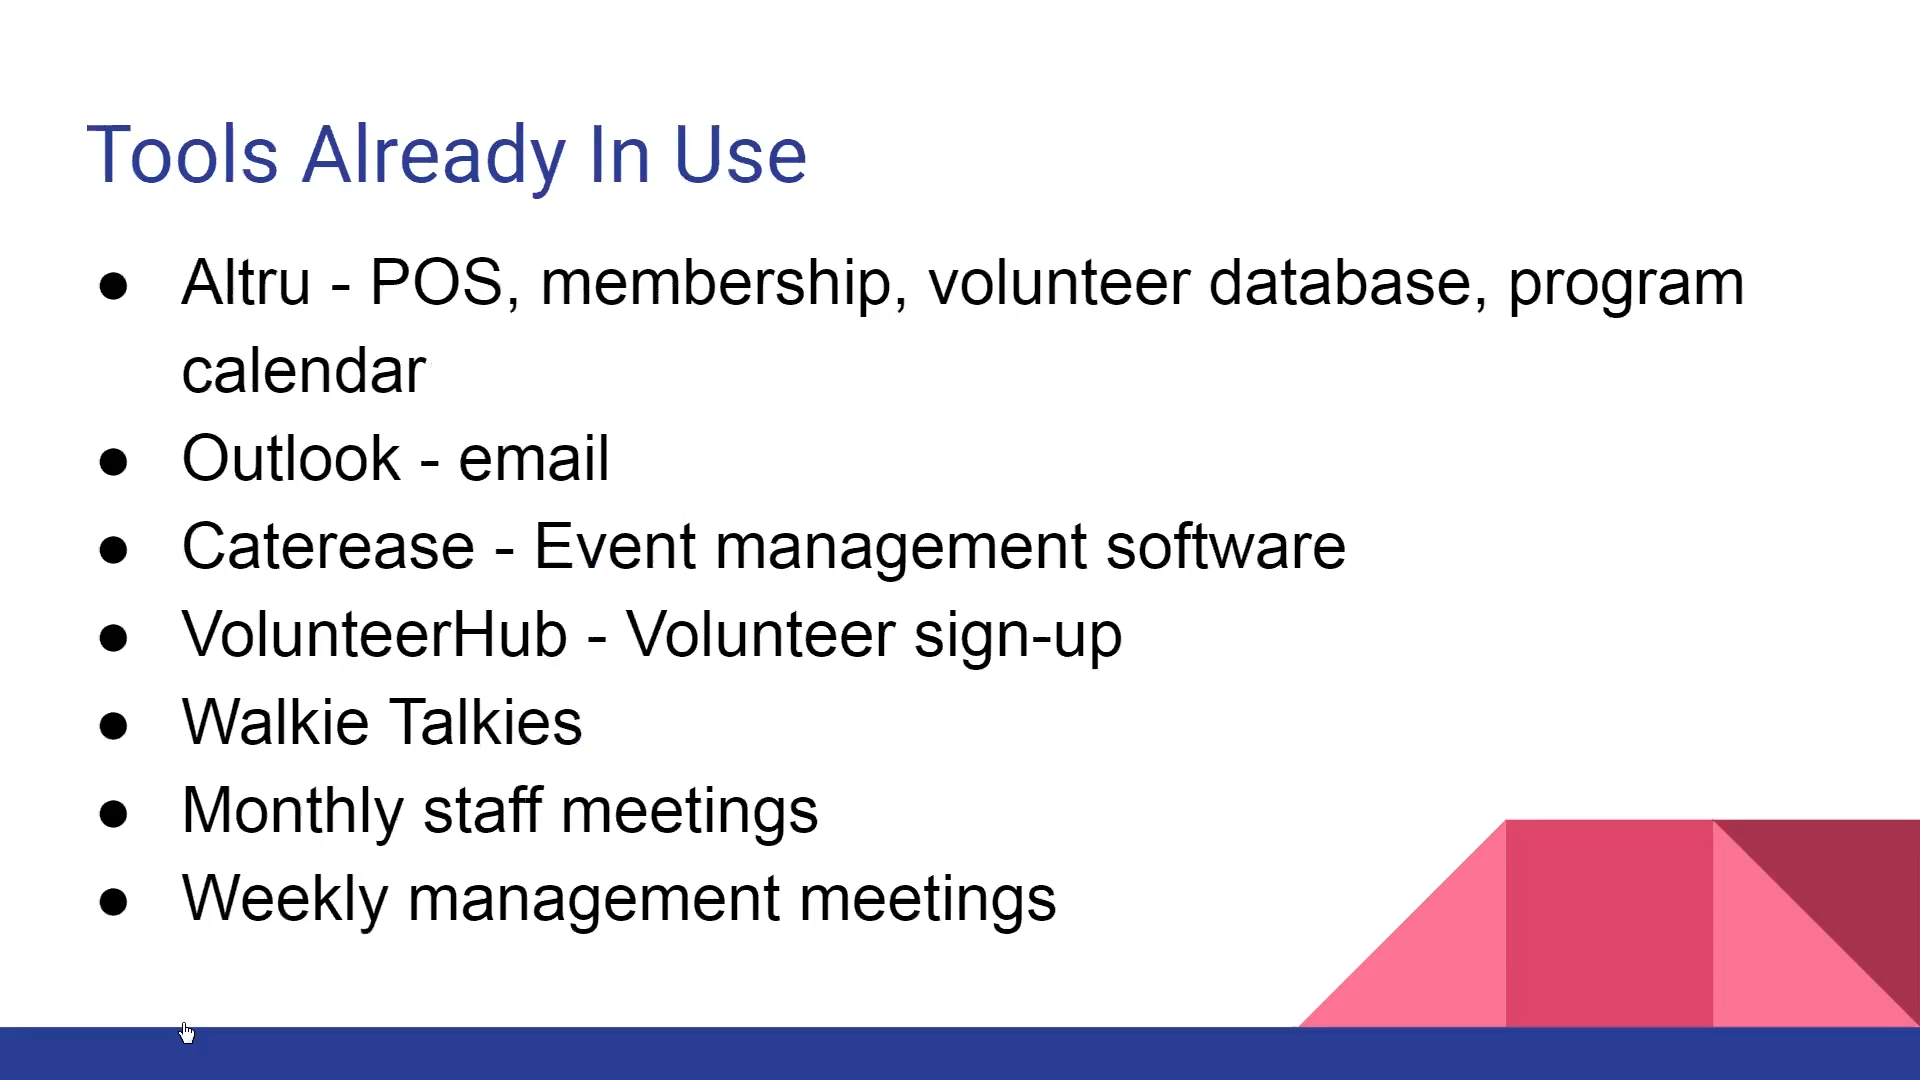 Tools Already In Use
● Altru - POS, membership, volunteer database, program
calendar
● Outlook - email
● Caterease - Event management software
● VolunteerHub - Volunteer sign-up
● Walkie Talkies
● Monthly staff meetings
● Weekly management meetings